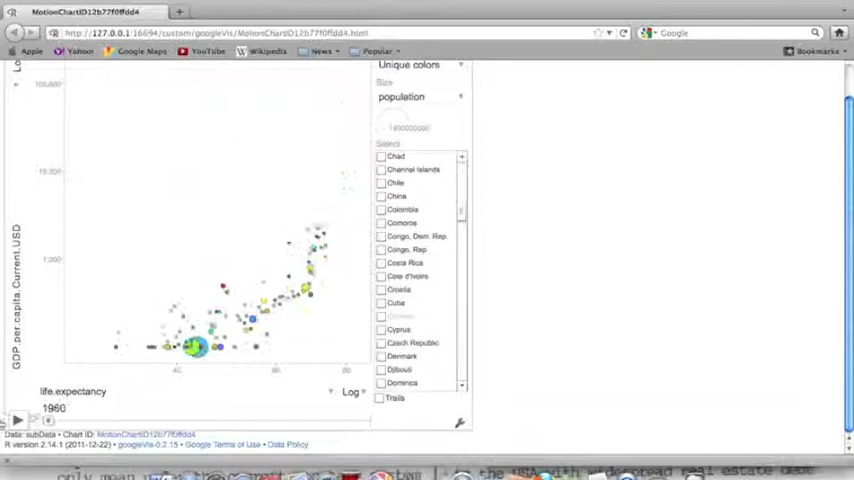 MotionChartID12b77f0ffdd4
http://127.0.0.1:16694/custom/googleVis/MotionChartID12b77f0ffdd4.html
Google
Apple Yahoo! Google Maps YouTube Wikipedia News Popular Bookmarks
Lo
Unique colors
Size
population
Select
Chad
Channel Islands
Chile
China
Colombia
Comoros
Congo, Dem. Rep.
Congo, Rep.
Costa Rica
Cote d'Ivoire
Croatia
Cuba
Cyprus
Czech Republic
Denmark
Djibouti
Dominica
Trails
100,000
10,000
1,000
GDP.per.capita.Current.USD
40 60 80
life.expectancy Log
1960
Data: subData • Chart ID: MotionChartID12b77f0ffdd4
R version 2.14.1 (2011-12-22) • googleVis-0.2.15 • Google Terms of Use • Data Policy